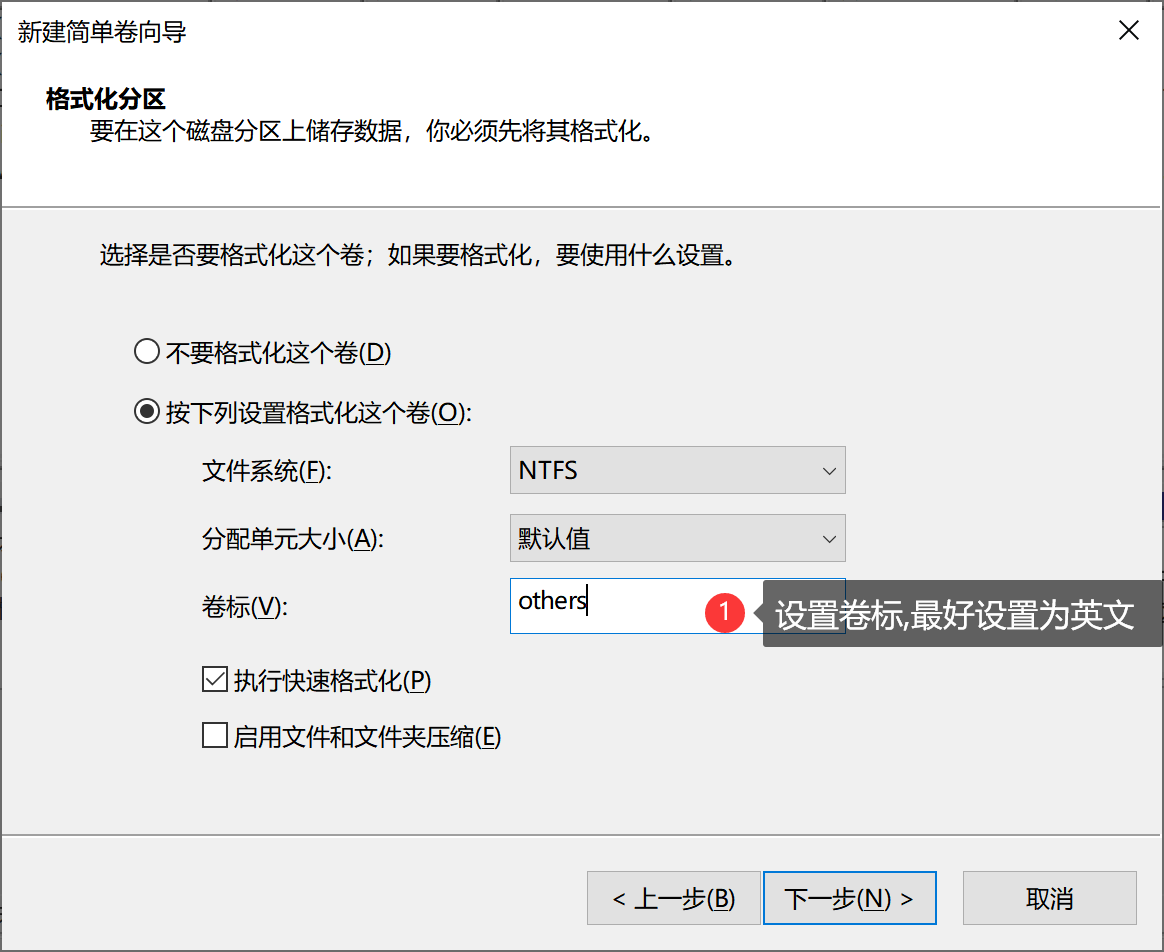 新建简单卷向导
格式化分区
要在这个磁盘分区上储存数据，你必须先将其格式化。
选择是否要格式化这个卷；如果要格式化，要使用什么设置。
不要格式化这个卷(D)
按下列设置格式化这个卷(O):
文件系统(F): NTFS
分配单元大小(A): 默认值
卷标(V): others 1 设置卷标,最好设置为英文
执行快速格式化(P)
启用文件和文件夹压缩(E)
< 上一步(B) 下一步(N) > 取消